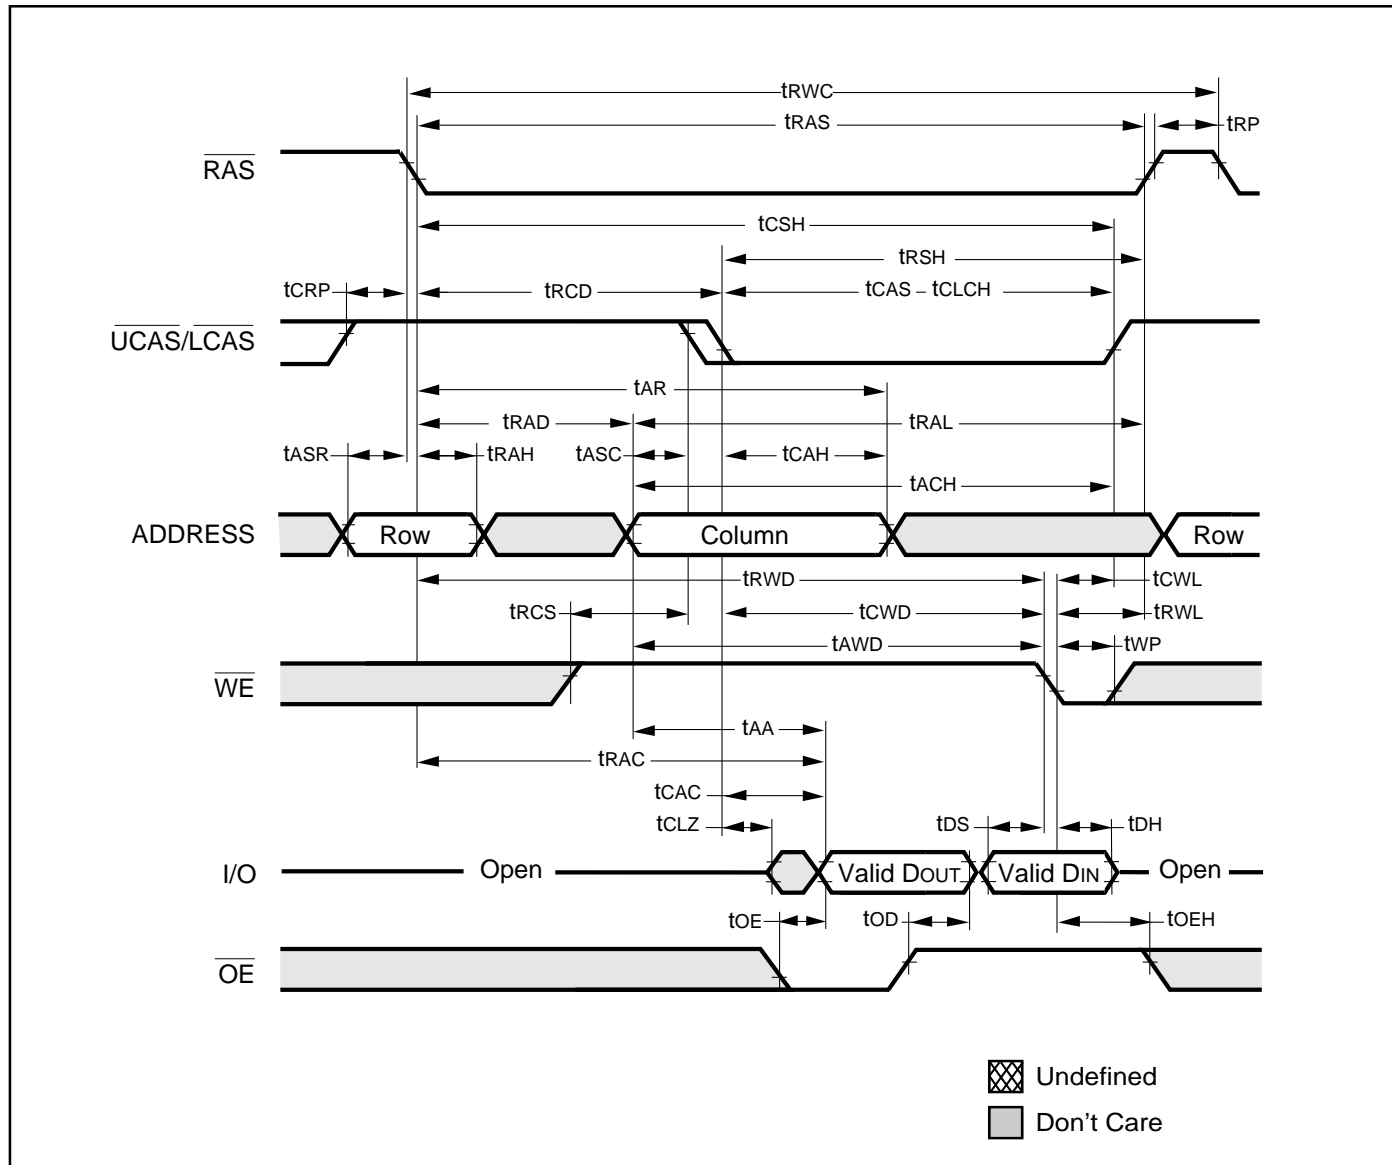 tRWC
tRAS
tRP
RAS
tCSH
tRSH
tCRP
tRCD
tCAS - tCLCH
UCAS/LCAS
tAR
tRAD
tRAL
tASR
tRAH
tASC
tCAH
tACH
ADDRESS
Row
Column
Row
tRWD
tCWL
tRCS
tCWD
tRWL
tAWD
tWP
WE
tAA
tRAC
tCAC
tCLZ
tDS
tDH
I/O
Open
Valid DOUT
Valid DIN
Open
tOE
tOD
tOEH
OE
Undefined
Don't Care